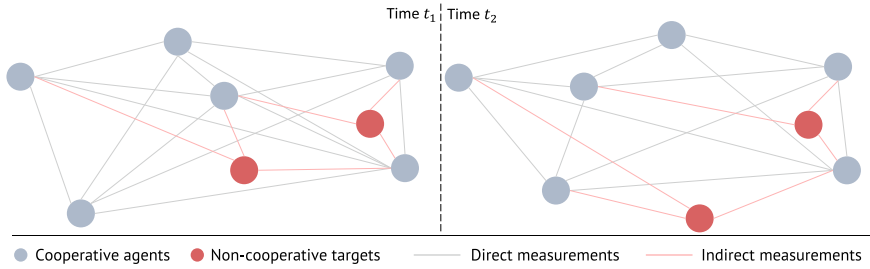 Time t₁ Time t₂
Cooperative agents Non-cooperative targets Direct measurements Indirect measurements